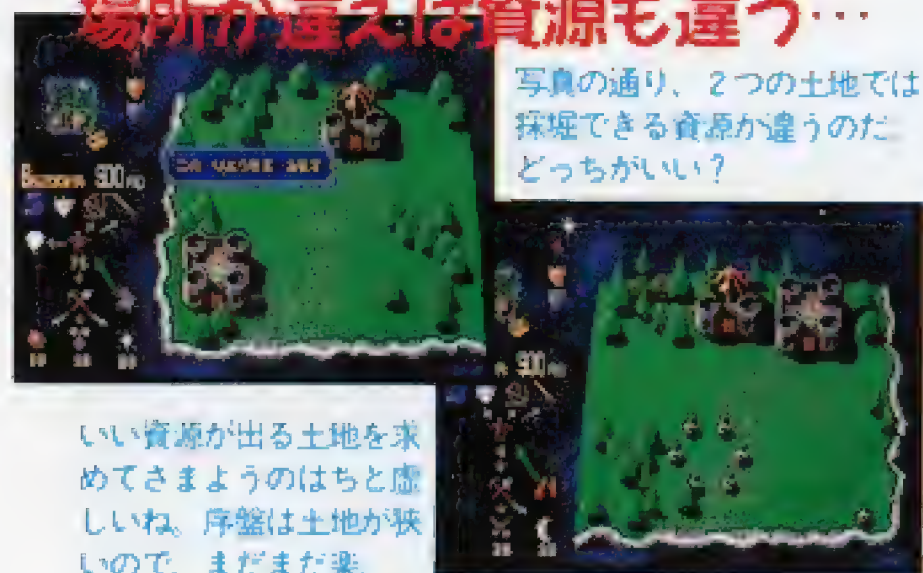 場所が違えば資源も違う…
写真の通り、2つの土地では
採掘できる資源が違うのだ
どっちがいい?
900
900
いい資源が出る土地を求
めてさまようのはちと虚
しいね。序盤は土地が狭
いので、まだまだ楽。